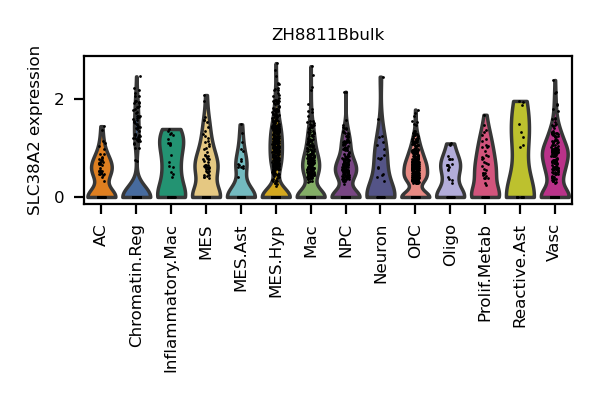 ZH8811Bbulk
SLC38A2 expression
2
0
AC
Chromatin.Reg
Inflammatory.Mac
MES
MES.Ast
MES.Hyp
Mac
NPC
Neuron
OPC
Oligo
Prolif.Metab
Reactive.Ast
Vasc